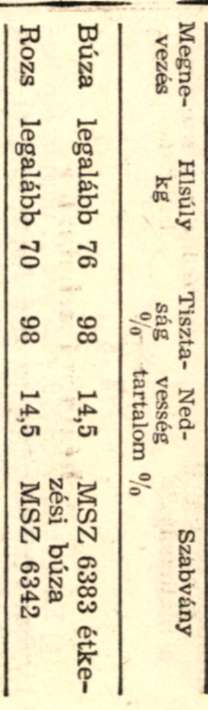 Megne- Hlsúly Tiszta- Ned- Szabvány
vezés kg ság vesség
% tartalom %
Búza legalább 76 98 14,5 MSZ 6383 étke-
zési búza
Rozs legalább 70 98 14,5 MSZ 6342